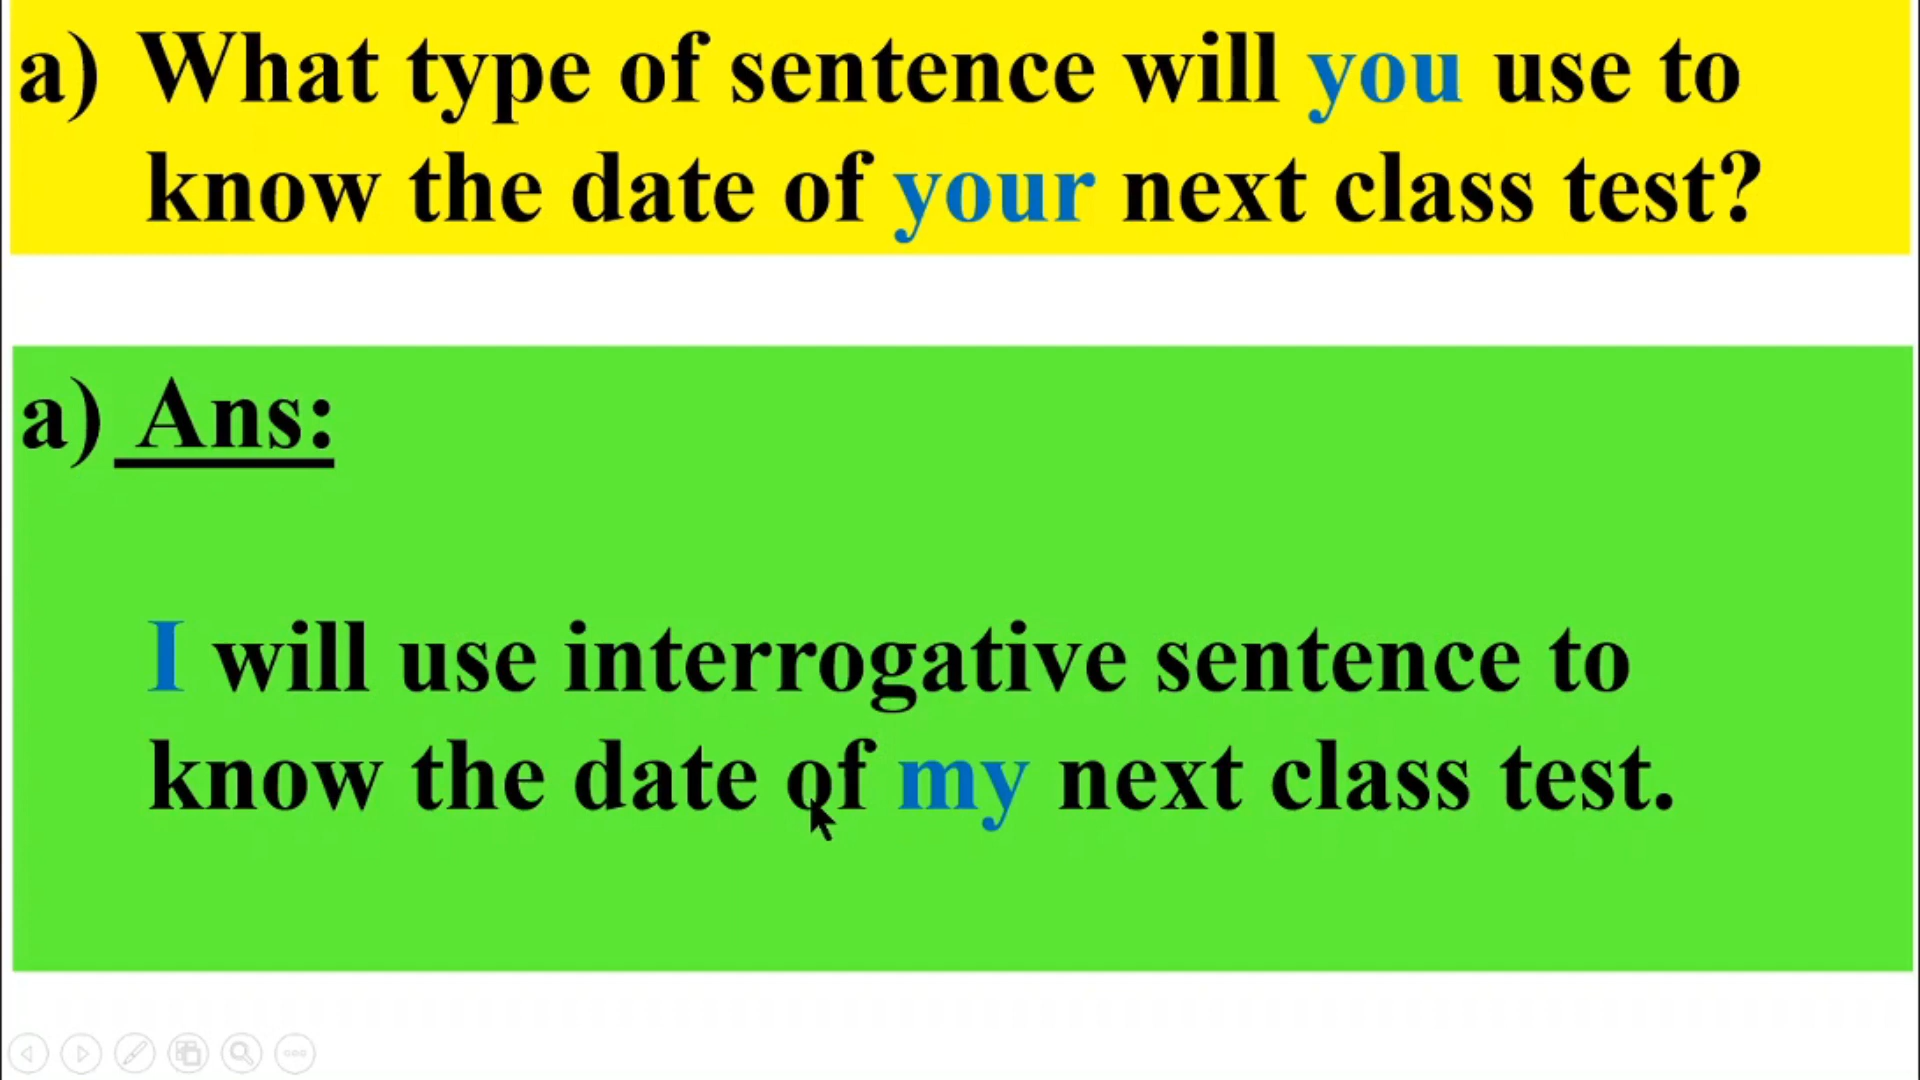 a) What type of sentence will you use to
know the date of your next class test?
a) Ans:
I will use interrogative sentence to
know the date of my next class test.